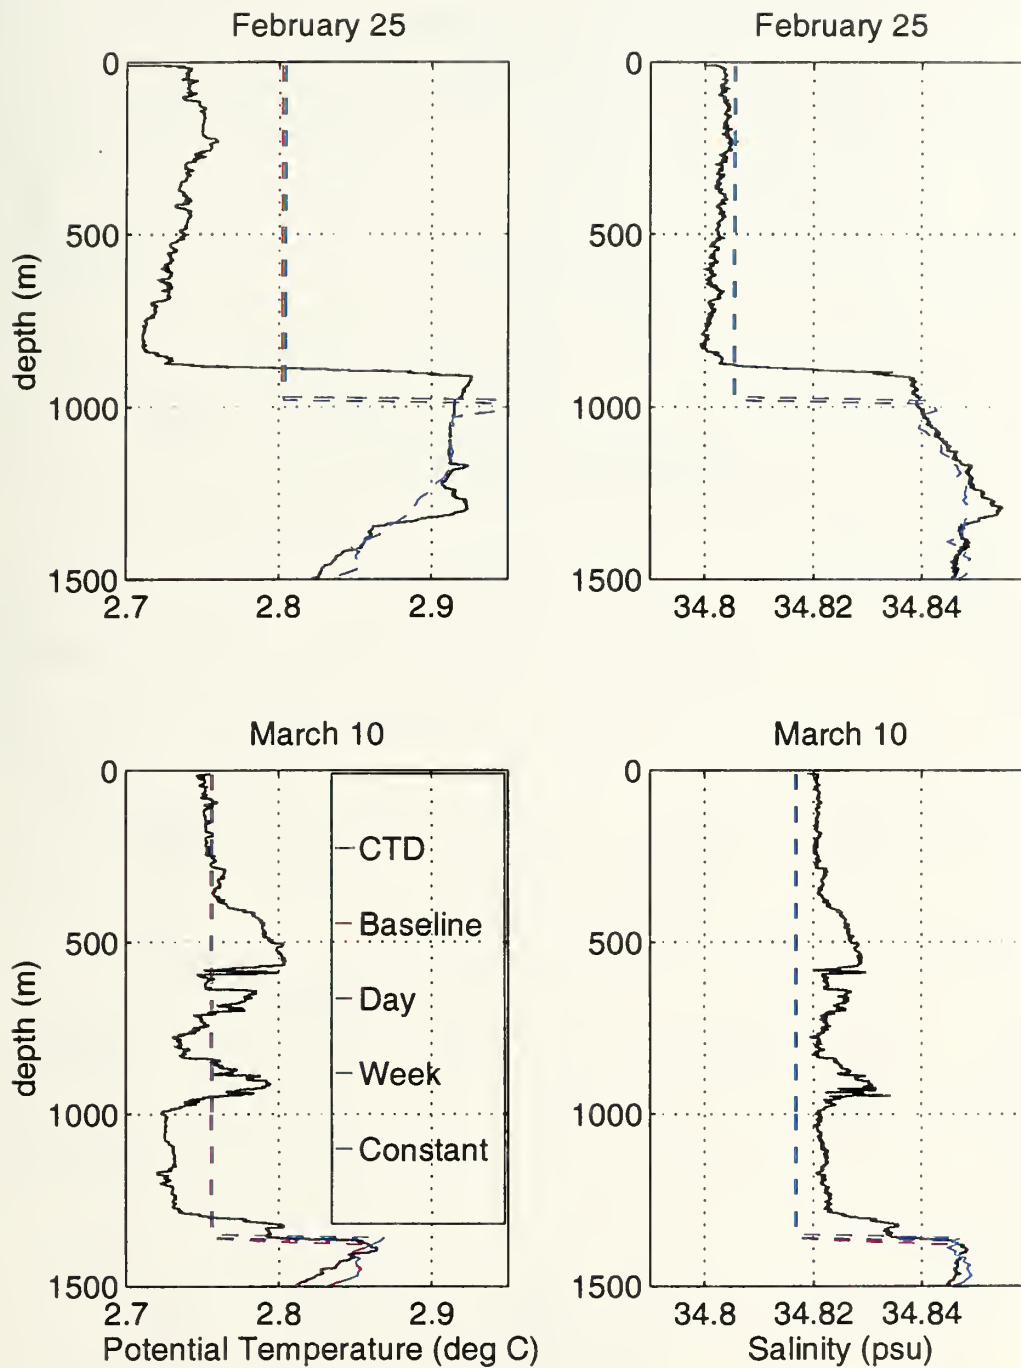 February 25
0
500
1000
1500
depth (m)
2.7 2.8 2.9
February 25
0
500
1000
1500
34.8 34.82 34.84
March 10
0
500
1000
1500
depth (m)
CTD
Baseline
Day
Week
Constant
2.7 2.8 2.9
Potential Temperature (deg C)
March 10
0
500
1000
1500
34.8 34.82 34.84
Salinity (psu)